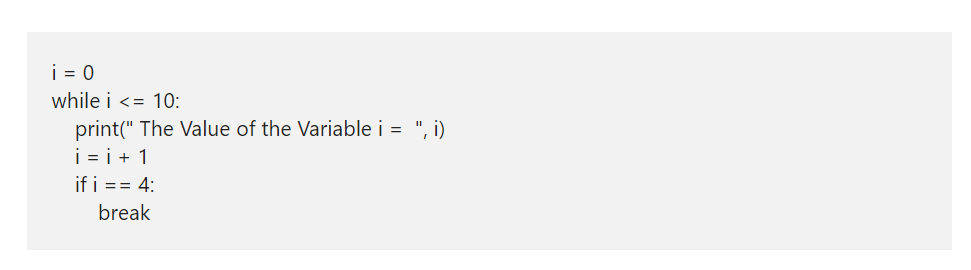 i = 0
while i <= 10:
print(" The Value of the Variable i =  ", i)
i = i + 1
if i == 4:
break